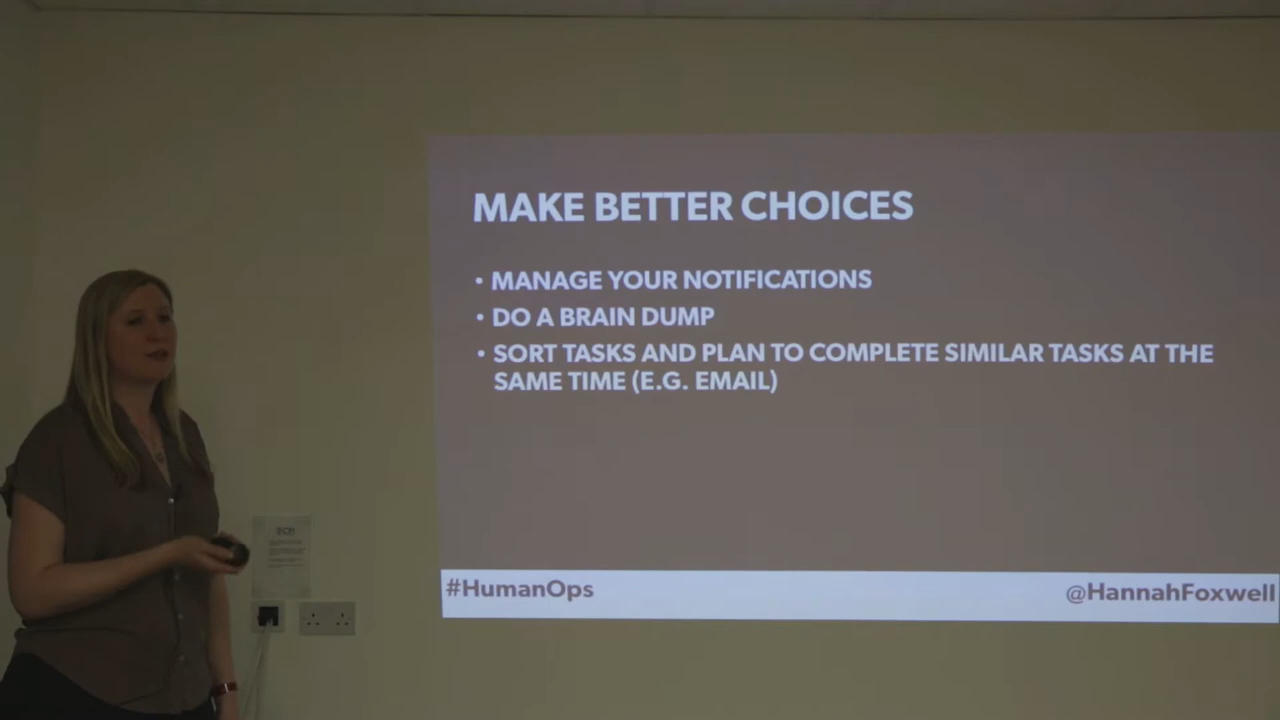 MAKE BETTER CHOICES
• MANAGE YOUR NOTIFICATIONS
• DO A BRAIN DUMP
• SORT TASKS AND PLAN TO COMPLETE SIMILAR TASKS AT THE
SAME TIME (E.G. EMAIL)
#HumanOps
@HannahFoxwell